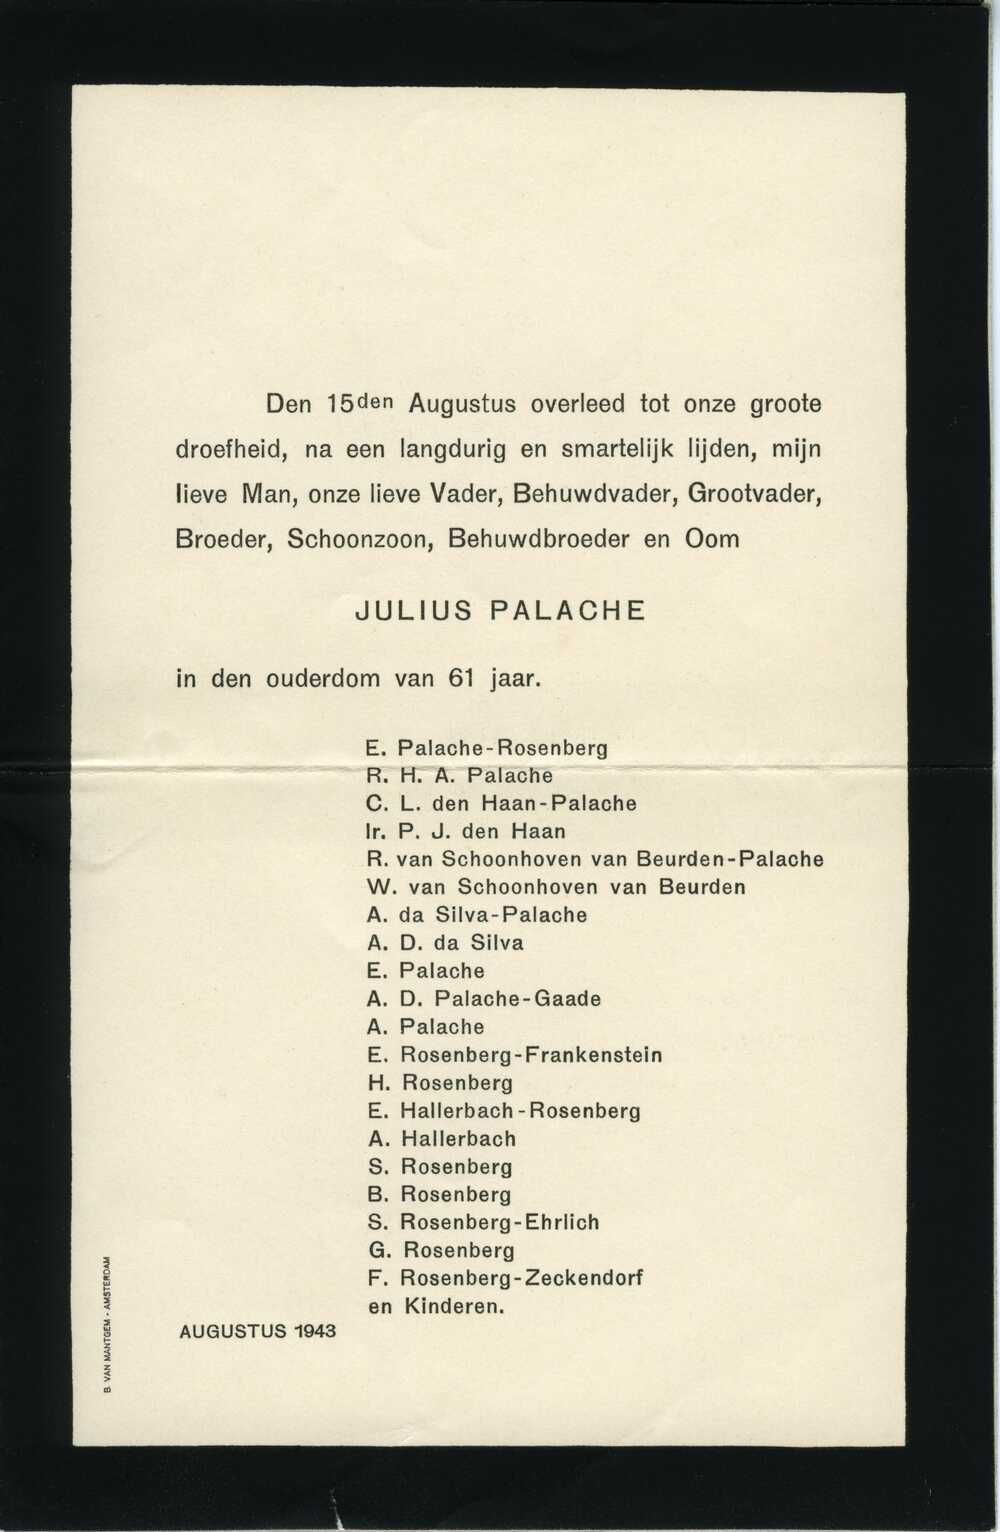 Den 15den Augustus overleed tot onze groote
droefheid, na een langdurig en smartelijk lijden, mijn
lieve Man, onze lieve Vader, Behuwdvader, Grootvader,
Broeder, Schoonzoon, Behuwdbroeder en Oom
JULIUS PALACHE
in den ouderdom van 61 jaar.
E. Palache-Rosenberg
R. H. A. Palache
C. L. den Haan-Palache
Ir. P. J. den Haan
R. van Schoonhoven van Beurden-Palache
W. van Schoonhoven van Beurden
A. da Silva-Palache
A. D. da Silva
E. Palache
A. D. Palache-Gaade
A. Palache
E. Rosenberg-Frankenstein
H. Rosenberg
E. Hallerbach-Rosenberg
A. Hallerbach
S. Rosenberg
B. Rosenberg
S. Rosenberg-Ehrlich
G. Rosenberg
F. Rosenberg-Zeckendorf
en Kinderen.
AUGUSTUS 1943
B. VAN MANTGEM - AMSTERDAM